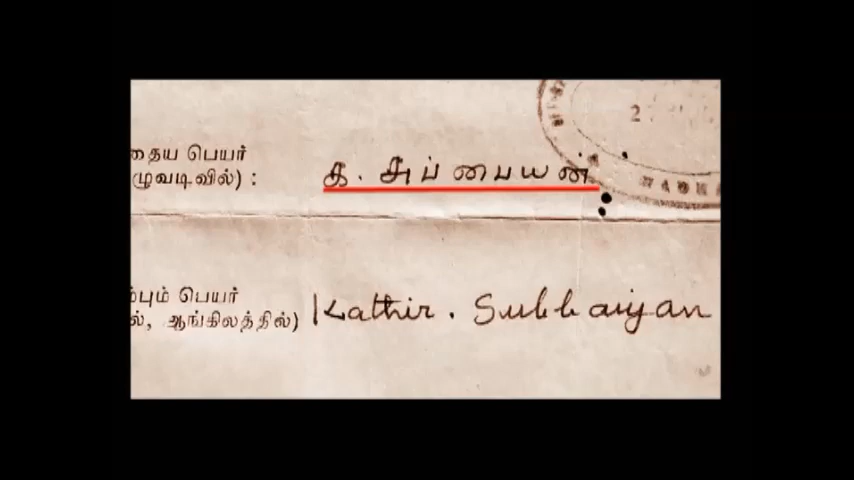 தைய பெயர்
ழுவடிவில்) :
க. சுப்பையன்
ம்பும் பெயர்
ல், ஆங்கிலத்தில்)
Kathir. Subbaiyan